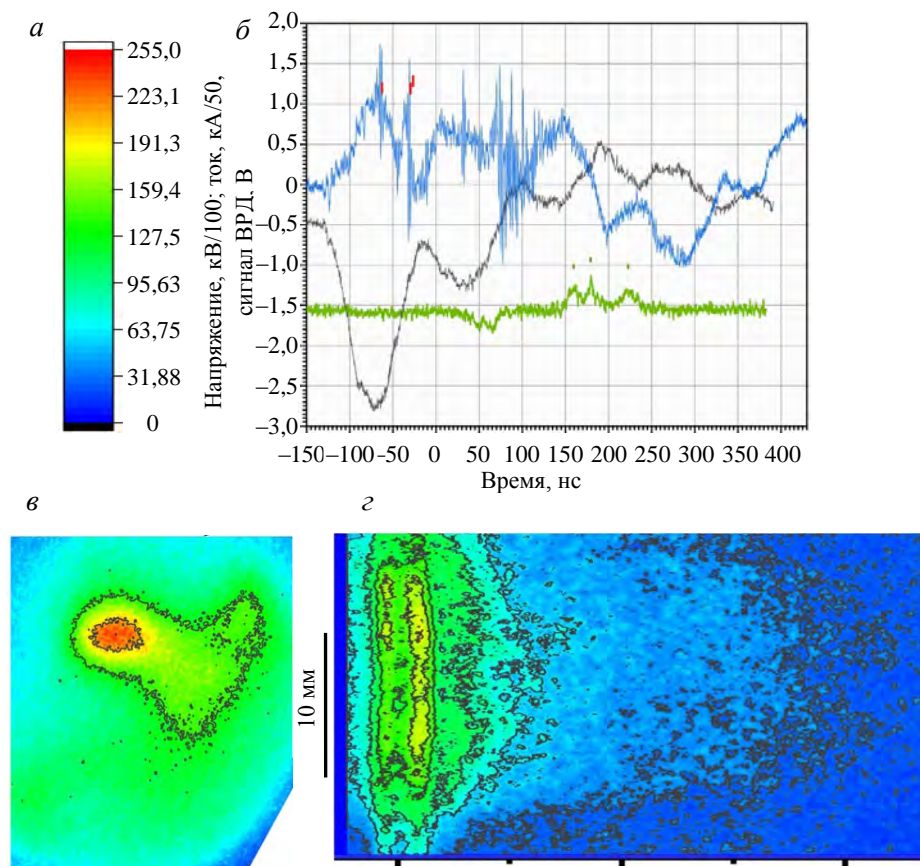 а
255,0
223,1
191,3
159,4
127,5
95,63
63,75
31,88
0
б
Напряжение, кВ/100; ток, кА/50,
сигнал ВРД, В
2,0
1,5
1,0
0,5
0
–0,5
–1,0
–1,5
–2,0
–2,5
–3,0
–150 –100 –50 0 50 100 150 200 250 300 350 400
Время, нс
в
г
10 мм